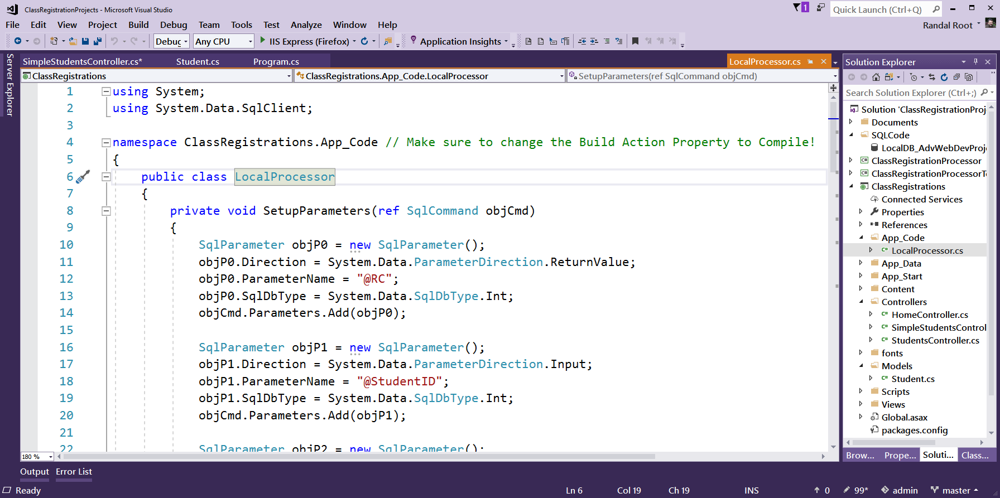 ClassRegistrationProjects - Microsoft Visual Studio
1
Quick Launch (Ctrl+Q)
File Edit View Project Build Debug Team Tools Test Analyze Window Help
Randal Root
Any CPU
IIS Express (Firefox)
Application Insights
Server Explorer
SimpleStudentsController.cs*
Student.cs
Program.cs
LocalProcessor.cs
ClassRegistrations
ClassRegistrations.App_Code.LocalProcessor
SetupParameters(ref SqlCommand objCmd)
1 using System;
2 using System.Data.SqlClient;
3
4 namespace ClassRegistrations.App_Code // Make sure to change the Build Action Property to Compile!
5 {
6 public class LocalProcessor
7 {
8 private void SetupParameters(ref SqlCommand objCmd)
9 {
10 SqlParameter objP0 = new SqlParameter();
11 objP0.Direction = System.Data.ParameterDirection.ReturnValue;
12 objP0.ParameterName = "@RC";
13 objP0.SqlDbType = System.Data.SqlDbType.Int;
14 objCmd.Parameters.Add(objP0);
15
16 SqlParameter objP1 = new SqlParameter();
17 objP1.Direction = System.Data.ParameterDirection.Input;
18 objP1.ParameterName = "@StudentID";
19 objP1.SqlDbType = System.Data.SqlDbType.Int;
20 objCmd.Parameters.Add(objP1);
21
22 SqlParameter objP2 = new SqlParameter();
180 %
Solution Explorer
Search Solution Explorer (Ctrl+;)
Solution 'ClassRegistrationProj
Documents
SQLCode
LocalDB_AdvWebDevProj
ClassRegistrationProcessor
ClassRegistrationProcessorT
ClassRegistrations
Connected Services
Properties
References
App_Code
LocalProcessor.cs
App_Data
App_Start
Content
Controllers
HomeController.cs
SimpleStudentsControl
StudentsController.cs
fonts
Models
Student.cs
Scripts
Views
Global.asax
packages.config
Brow... Prope... Soluti... Class...
Output Error List
Ready
Ln 6 Col 19 Ch 19 INS
0 99* admin master